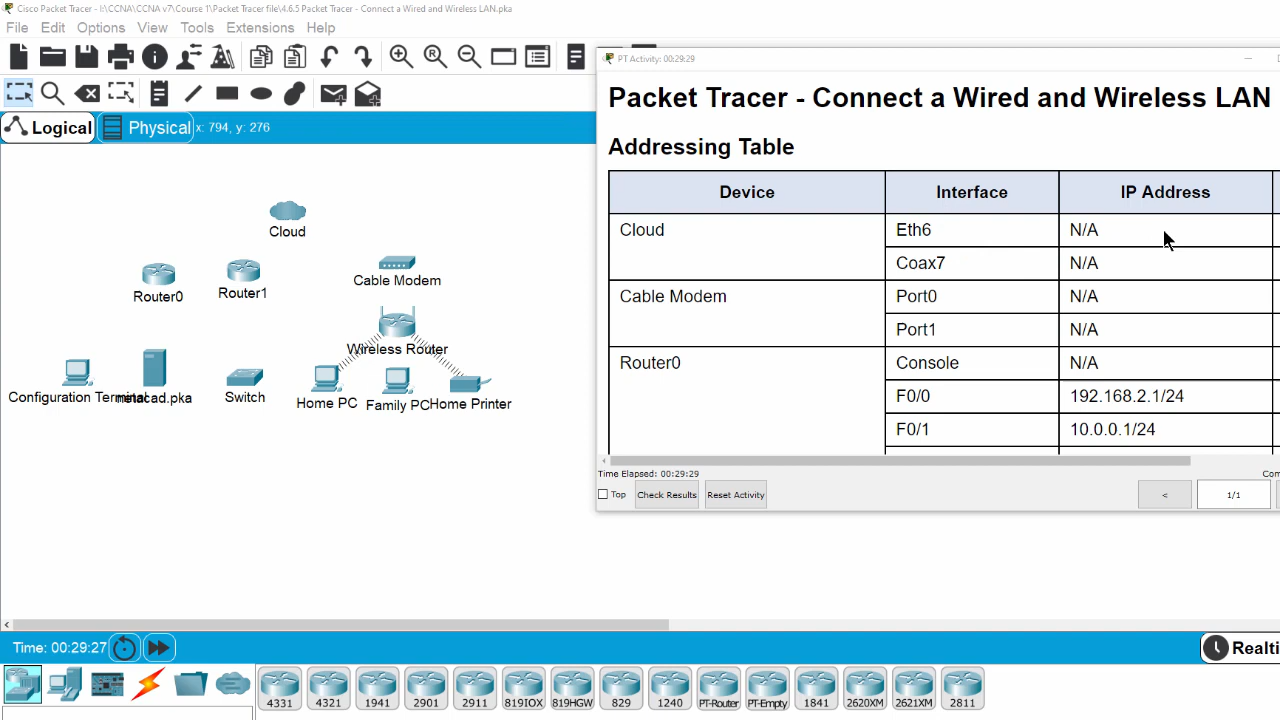 Cisco Packet Tracer - I:\CCNA\CCNA v7\Course 1\Packet Tracer file\4.6.5 Packet Tracer - Connect a Wired and Wireless LAN.pka
File Edit Options View Tools Extensions Help
PT Activity: 00:29:29
Logical Physical x: 794, y: 276
Packet Tracer - Connect a Wired and Wireless LAN
Addressing Table
Device Interface IP Address
Cloud Eth6 N/A
Coax7 N/A
Cable Modem Port0 N/A
Port1 N/A
Router0 Console N/A
F0/0 192.168.2.1/24
F0/1 10.0.0.1/24
Time Elapsed: 00:29:29
Top Check Results Reset Activity < 1/1
Cloud
Cable Modem
Router0
Router1
Wireless Router
Configuration Terminal
Switch
Home PC
Family PC
Home Printer
Time: 00:29:27
Realti
4331 4321 1941 2901 2911 819IOX 819HGW 829 1240 PT-Router PT-Empty 1841 2620XM 2621XM 2811